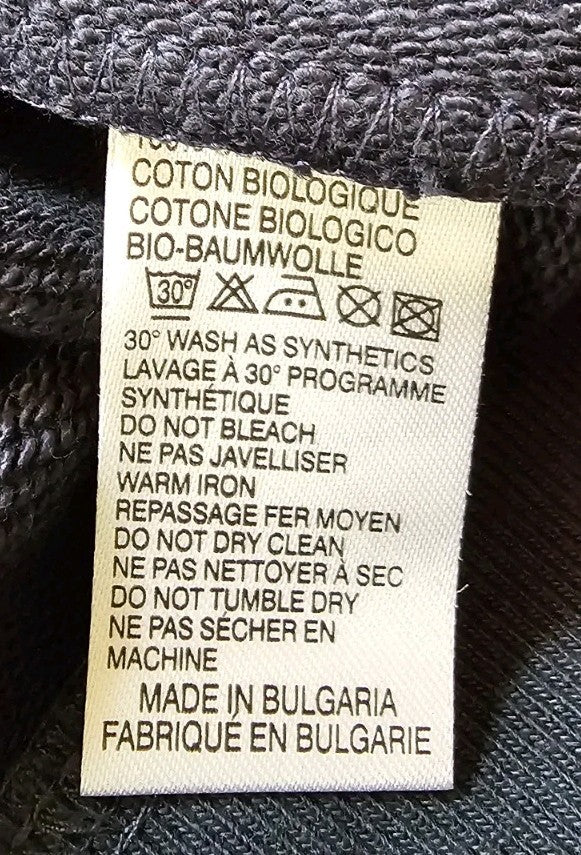 COTON BIOLOGIQUE
COTONE BIOLOGICO
BIO-BAUMWOLLE
30°
30° WASH AS SYNTHETICS
LAVAGE À 30° PROGRAMME
SYNTHÉTIQUE
DO NOT BLEACH
NE PAS JAVELLISER
WARM IRON
REPASSAGE FER MOYEN
DO NOT DRY CLEAN
NE PAS NETTOYER À SEC
DO NOT TUMBLE DRY
NE PAS SÉCHER EN
MACHINE
MADE IN BULGARIA
FABRIQUÉ EN BULGARIE